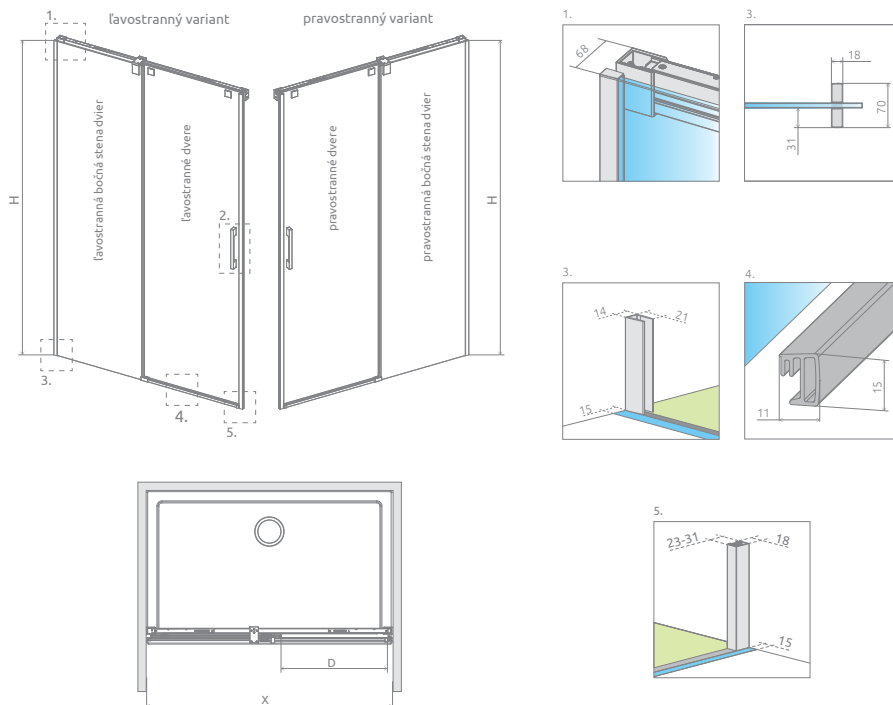 ľavostranný variant
pravostranný variant
1.
H
ľavostranná bočná stena dvier
ľavostranné dvere
2.
3.
4.
5.
pravostranné dvere
pravostranná bočná stena dvier
H
1.
68
3.
18
70
31
3.
14
21
15
4.
11
15
D
X
5.
23-31
18
15